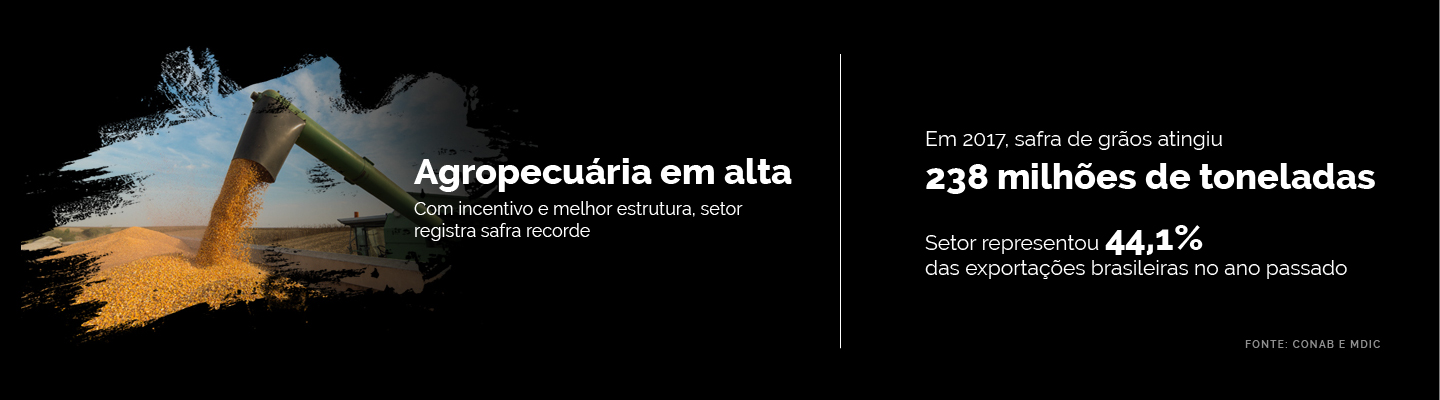 Agropecuária em alta
Com incentivo e melhor estrutura, setor
registra safra recorde
Em 2017, safra de grãos atingiu
238 milhões de toneladas
Setor representou 44,1%
das exportações brasileiras no ano passado
FONTE: CONAB E MDIC